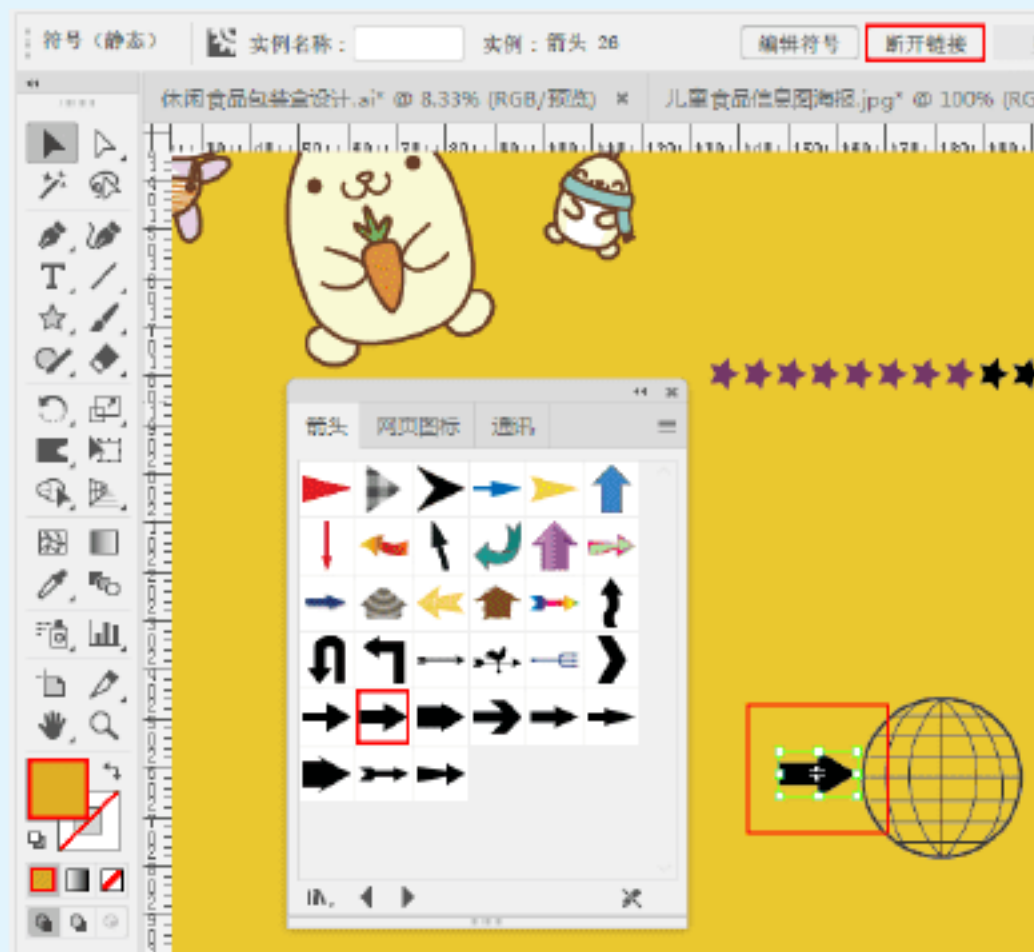 符号（静态） 实例名称： 实例：箭头 26 编辑符号 断开链接
休闲食品包装盒设计.ai* @ 8.33% (RGB/预览) × 儿童食品信息图海报.jpg* @ 100% (RG
箭头 网页图标 通讯
T